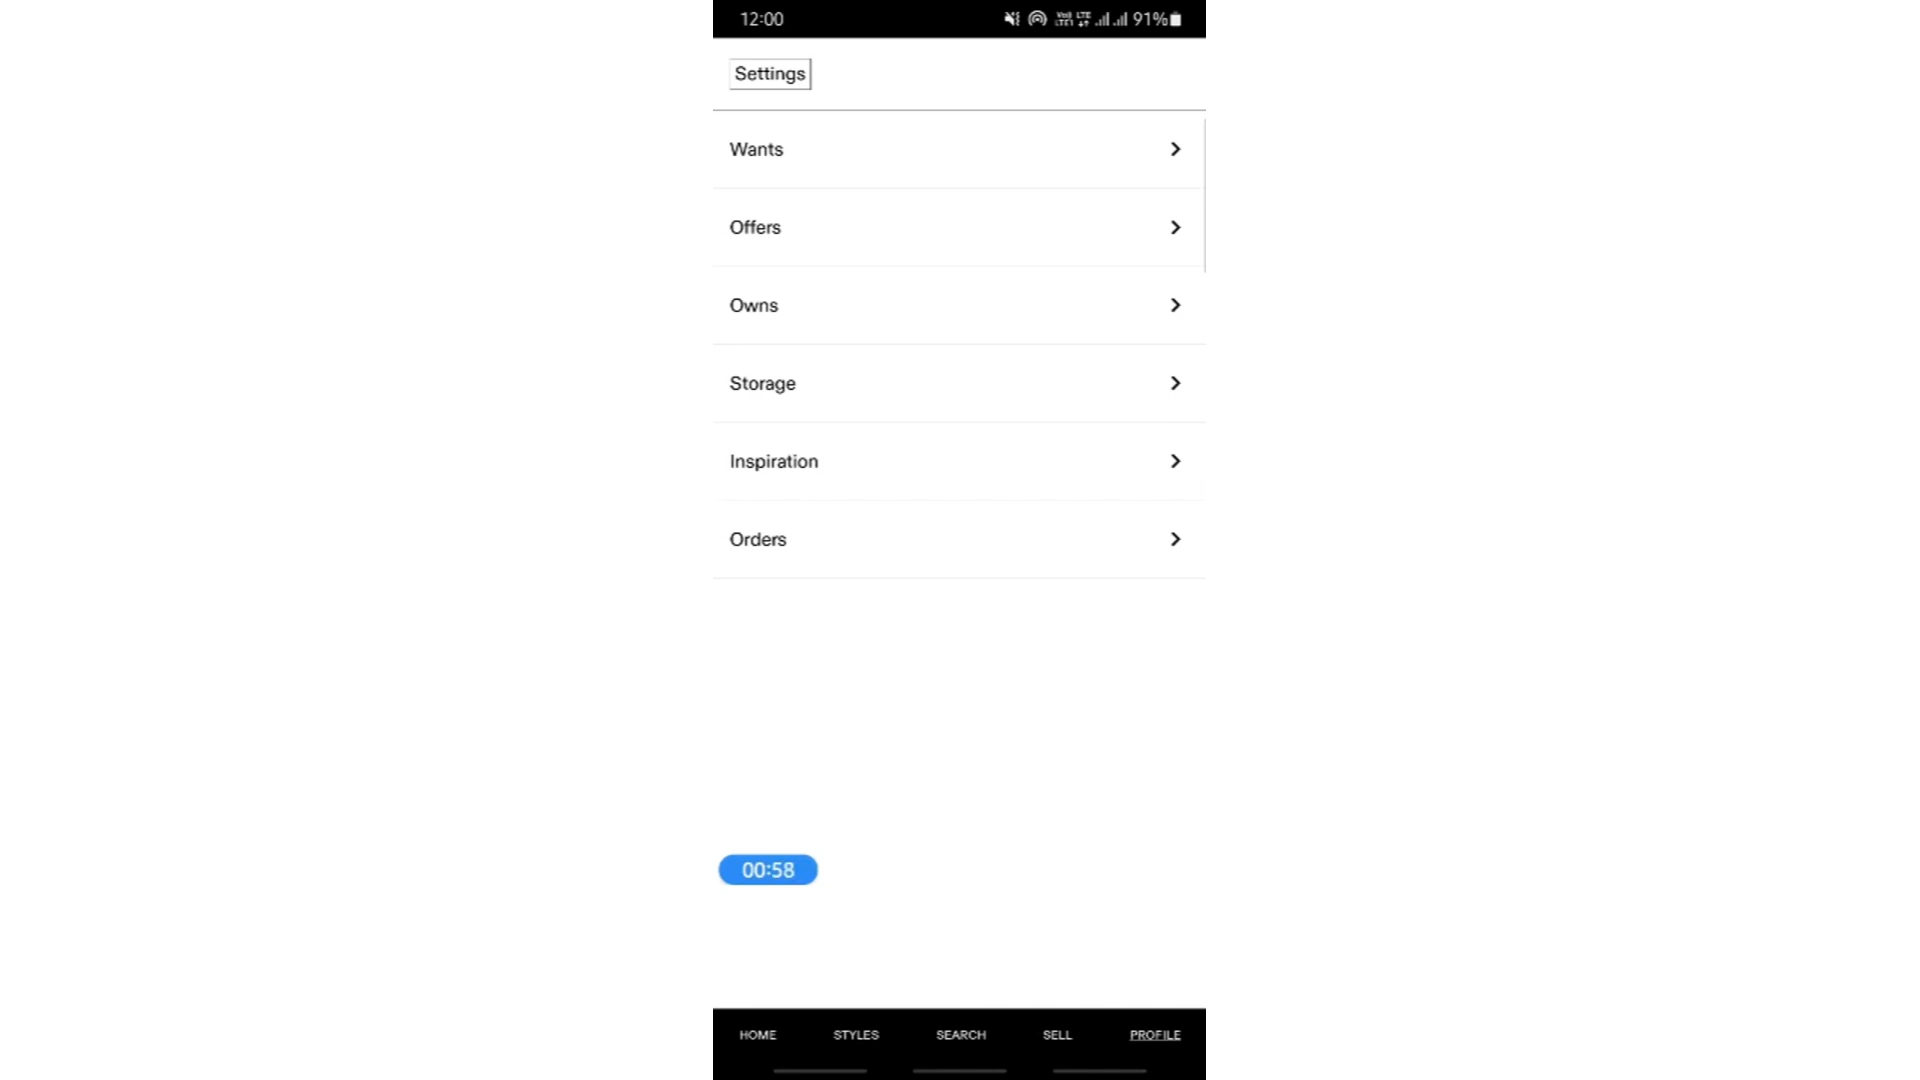 12:00 91%
Settings
Wants
Offers
Owns
Storage
Inspiration
Orders
00:58
HOME STYLES SEARCH SELL PROFILE